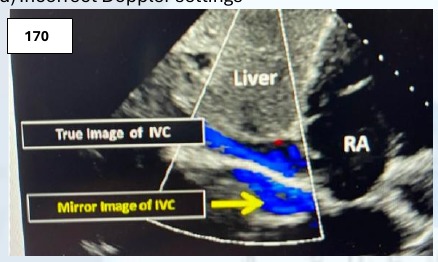 d) Incorrect Doppler settings
170
Liver
True Image of IVC
RA
Mirror Image of IVC